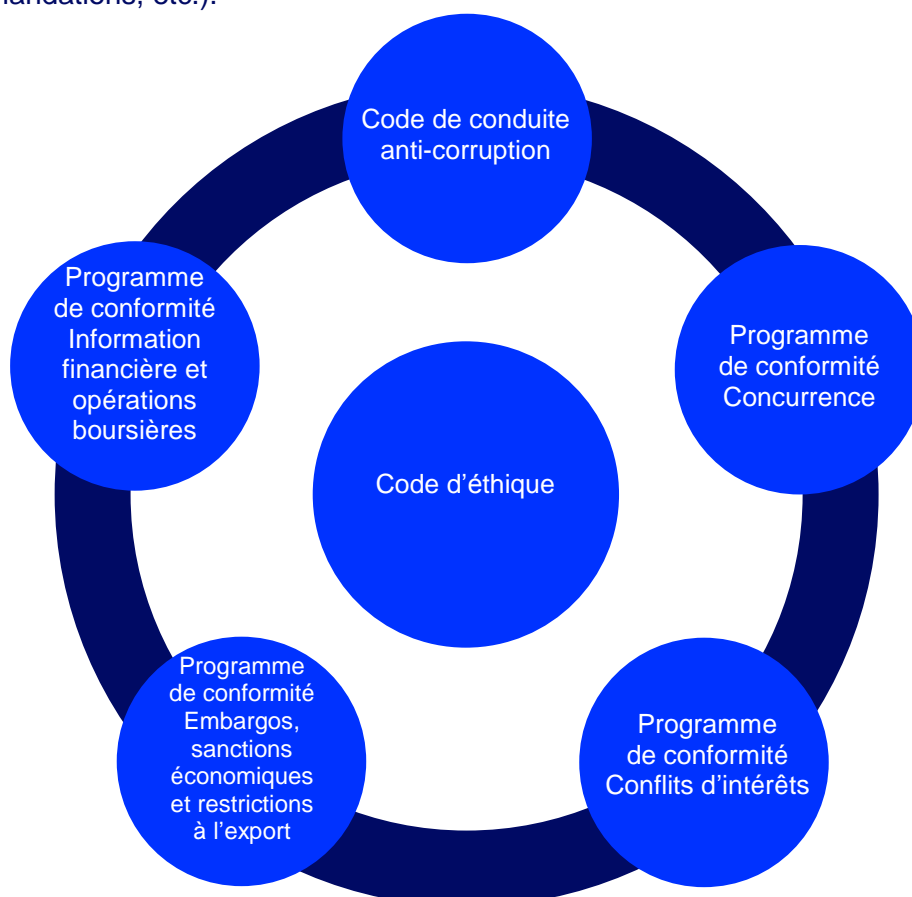 etc.).
Code de conduite
anti-corruption
Programme
de conformité
Information
financière et
opérations
boursières
Programme
de conformité
Concurrence
Code d'éthique
Programme
de conformité
Embargos,
sanctions
économiques
et restrictions
à l'export
Programme
de conformité
Conflits d'intérêts